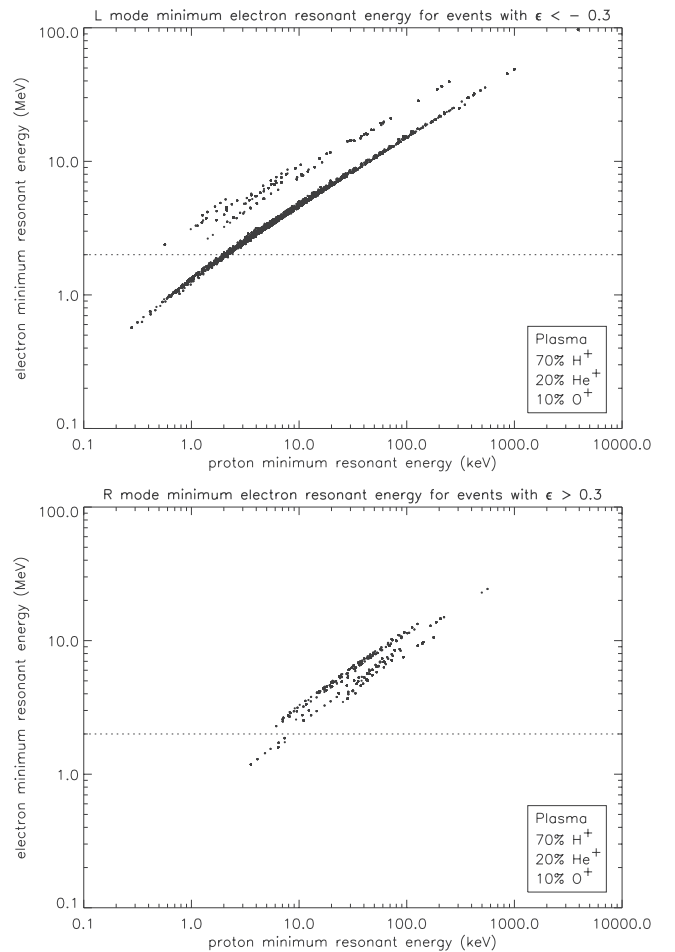 L mode minimum electron resonant energy for events with ϵ < − 0.3
100.0
10.0
1.0
0.1
electron minimum resonant energy (MeV)
Plasma
70% H+
20% He+
10% O+
0.1 1.0 10.0 100.0 1000.0 10000.0
proton minimum resonant energy (keV)
R mode minimum electron resonant energy for events with ϵ > 0.3
100.0
10.0
1.0
0.1
electron minimum resonant energy (MeV)
Plasma
70% H+
20% He+
10% O+
0.1 1.0 10.0 100.0 1000.0 10000.0
proton minimum resonant energy (keV)